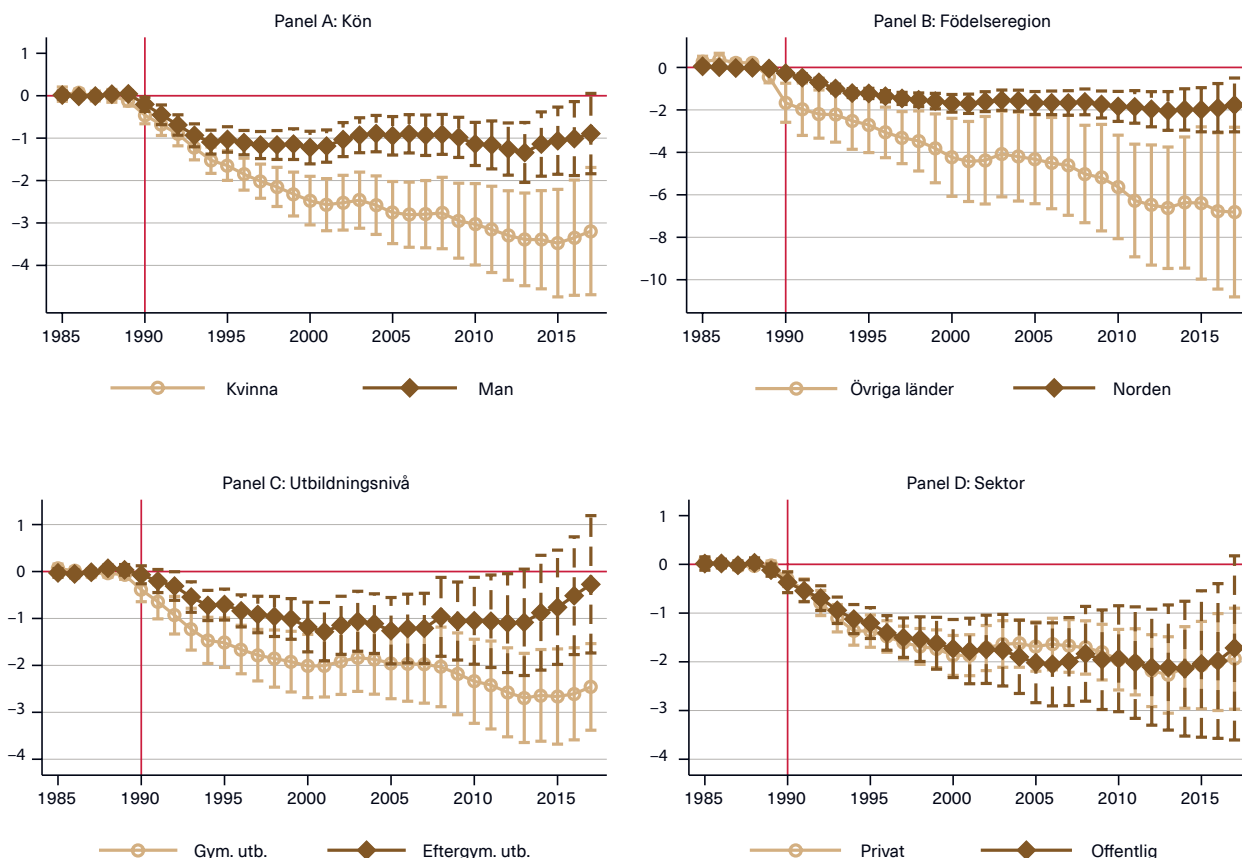 Panel A: Kön
1
0
−1
−2
−3
−4
1985 1990 1995 2000 2005 2010 2015
Kvinna Man
Panel B: Födelseregion
0
−2
−4
−6
−8
−10
1985 1990 1995 2000 2005 2010 2015
Övriga länder Norden
Panel C: Utbildningsnivå
1
0
−1
−2
−3
−4
1985 1990 1995 2000 2005 2010 2015
Gym. utb. Eftergym. utb.
Panel D: Sektor
1
0
−1
−2
−3
−4
1985 1990 1995 2000 2005 2010 2015
Privat Offentlig